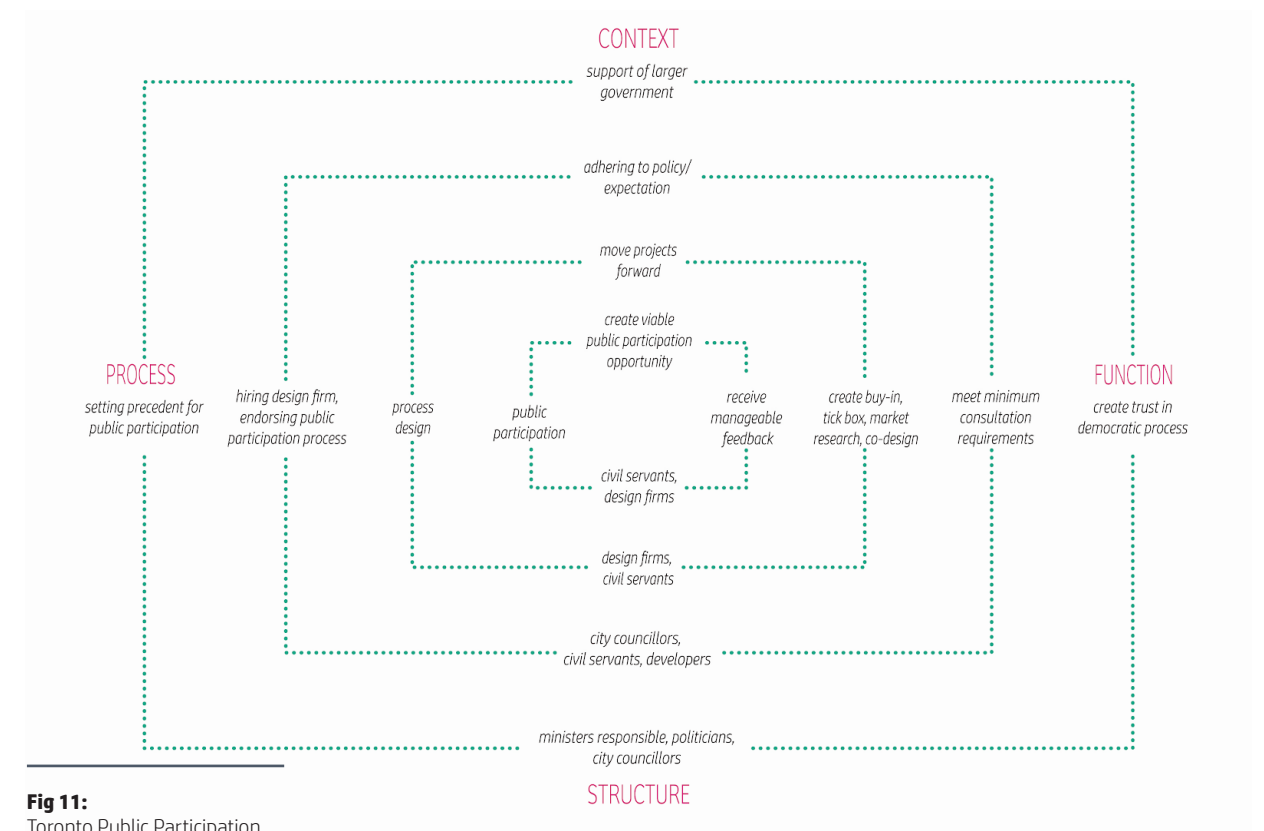 CONTEXT
support of larger
government
adhering to policy/
expectation
move projects
forward
create viable
public participation
opportunity
PROCESS
setting precedent for
public participation
hiring design firm,
endorsing public
participation process
process
design
public
participation
receive
manageable
feedback
create buy-in,
tick box, market
research, co-design
meet minimum
consultation
requirements
FUNCTION
create trust in
democratic process
civil servants,
design firms
design firms,
civil servants
city councillors,
civil servants, developers
ministers responsible, politicians,
city councillors
STRUCTURE
Fig 11:
Toronto Public Participation